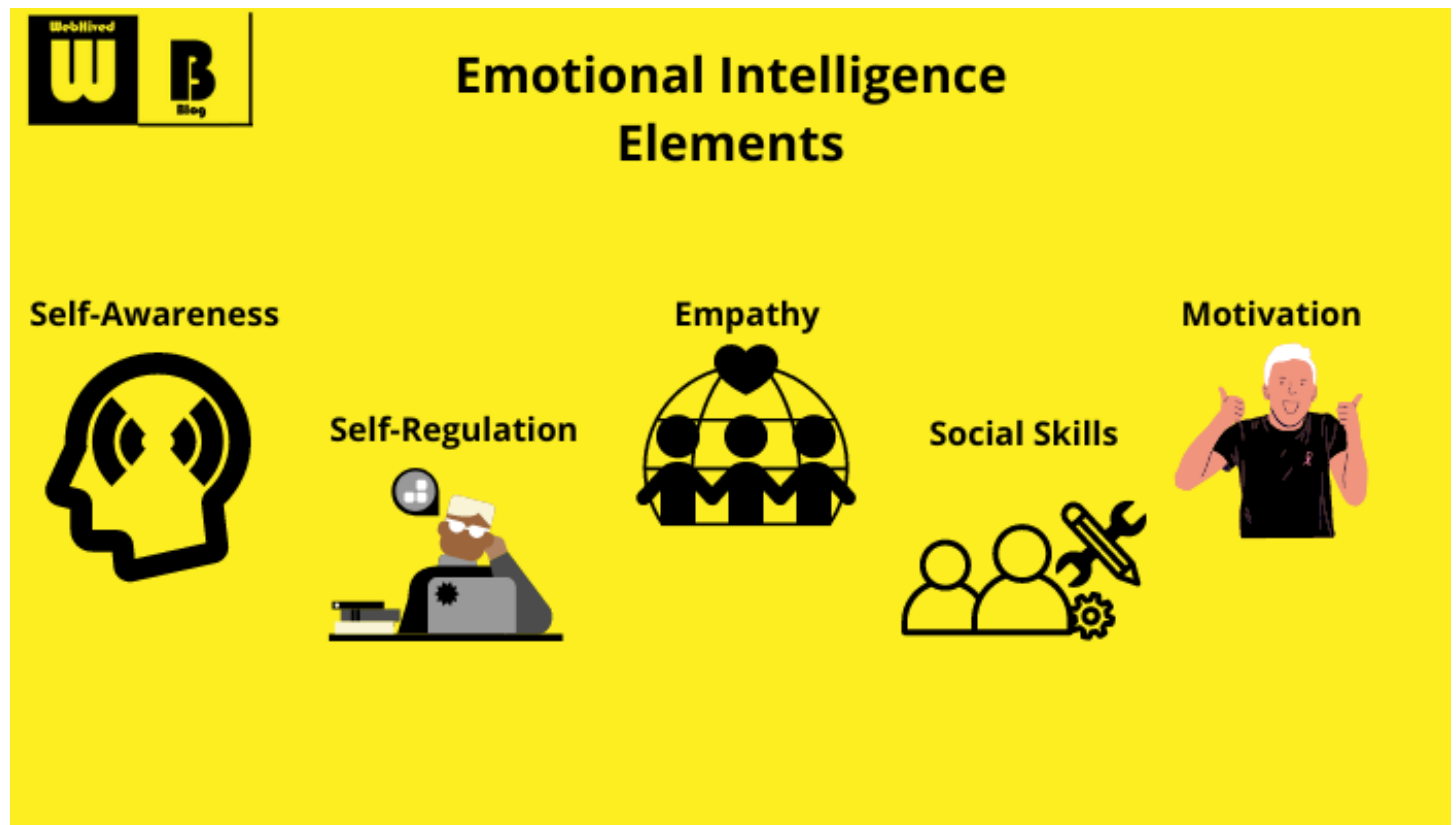 WebHived
W
B
Blog
Emotional Intelligence
Elements
Self-Awareness
Empathy
Motivation
Self-Regulation
Social Skills